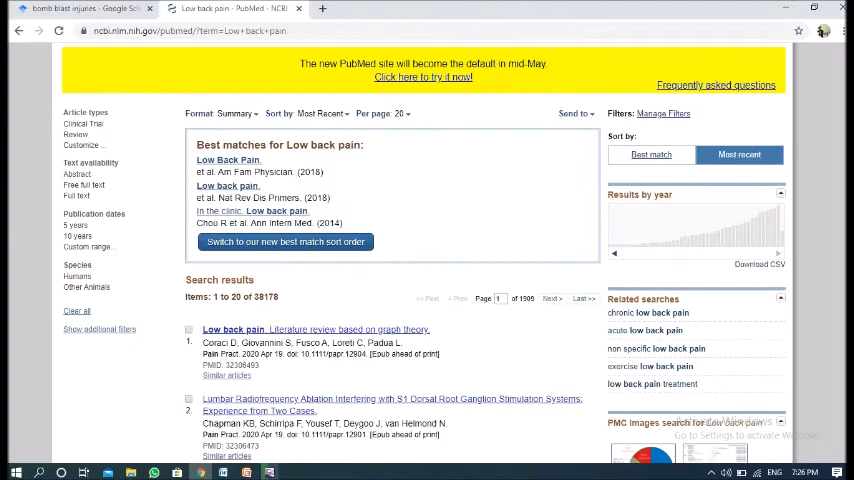 bomb blast injuries - Google Sch
Low back pain - PubMed - NCBI
ncbi.nlm.nih.gov/pubmed/?term=Low+back+pain
The new PubMed site will become the default in mid-May.
Click here to try it now!
Frequently asked questions
Article types
Clinical Trial
Review
Customize ...
Text availability
Abstract
Free full text
Full text
Publication dates
5 years
10 years
Custom range...
Species
Humans
Other Animals
Clear all
Show additional filters
Format: Summary Sort by: Most Recent Per page: 20 Send to
Best matches for Low back pain:
Low Back Pain.
et al. Am Fam Physician. (2018)
Low back pain.
et al. Nat Rev Dis Primers. (2018)
In the clinic. Low back pain.
Chou R et al. Ann Intern Med. (2014)
Switch to our new best match sort order
Search results
Items: 1 to 20 of 38178
<< First < Prev Page 1 of 1909 Next > Last >>
Low back pain. Literature review based on graph theory.
1. Coraci D, Giovannini S, Fusco A, Loreti C, Padua L.
Pain Pract. 2020 Apr 19. doi: 10.1111/papr.12904. [Epub ahead of print]
PMID: 32306493
Similar articles
Lumbar Radiofrequency Ablation Interfering with S1 Dorsal Root Ganglion Stimulation Systems:
2. Experience from Two Cases.
Chapman KB, Schirripa F, Yousef T, Deygoo J, van Helmond N.
Pain Pract. 2020 Apr 19. doi: 10.1111/papr.12901. [Epub ahead of print]
PMID: 32306473
Similar articles
Filters: Manage Filters
Sort by:
Best match Most recent
Results by year
Download CSV
Related searches
chronic low back pain
acute low back pain
non specific low back pain
exercise low back pain
low back pain treatment
PMC Images search for Low back pain
Activate Windows
Go to Settings to activate Windows.
ENG 7:26 PM